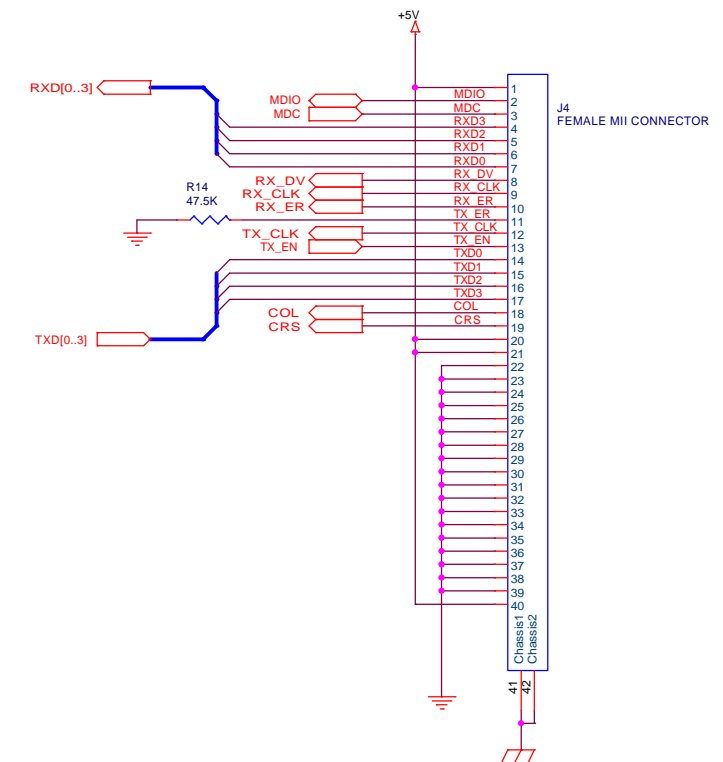 +5V
RXD[0..3]
MDIO
MDC
RX_DV
RX_CLK
RX_ER
R14
47.5K
TX_CLK
TX_EN
COL
CRS
TXD[0..3]
MDIO
MDC
RXD3
RXD2
RXD1
RXD0
RX_DV
RX_CLK
RX_ER
TX_ER
TX_CLK
TX_EN
TXD0
TXD1
TXD2
TXD3
COL
CRS
1
2
3
4
5
6
7
8
9
10
11
12
13
14
15
16
17
18
19
20
21
22
23
24
25
26
27
28
29
30
31
32
33
34
35
36
37
38
39
40
Chassis1
Chassis2
41
42
J4
FEMALE MII CONNECTOR